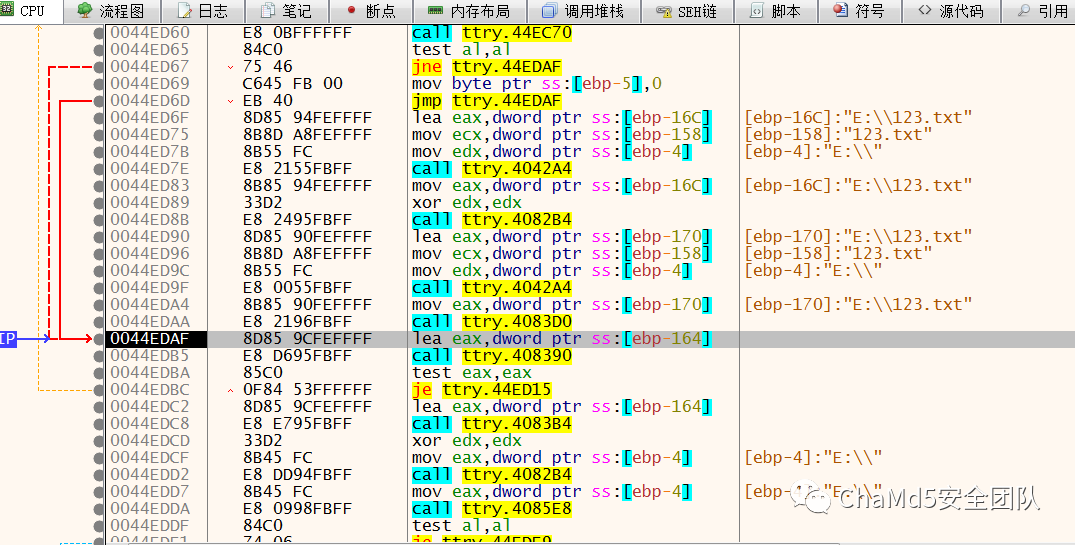 CPU 流程图 日志 笔记 断点 内存布局 调用堆栈 SEH链 脚本 符号 <> 源代码 引用
0044ED60 E8 0BFFFFFF call ttry.44EC70
0044ED65 84C0 test al,al
0044ED67 75 46 jne ttry.44EDAF
0044ED69 C645 FB 00 mov byte ptr ss:[ebp-5],0
0044ED6D EB 40 jmp ttry.44EDAF
0044ED6F 8D85 94FEFFFF lea eax,dword ptr ss:[ebp-16C] [ebp-16C]:"E:\\123.txt"
0044ED75 8B8D A8FEFFFF mov ecx,dword ptr ss:[ebp-158] [ebp-158]:"123.txt"
0044ED7B 8B55 FC mov edx,dword ptr ss:[ebp-4] [ebp-4]:"E:\\"
0044ED7E E8 2155FBFF call ttry.4042A4
0044ED83 8B85 94FEFFFF mov eax,dword ptr ss:[ebp-16C] [ebp-16C]:"E:\\123.txt"
0044ED89 33D2 xor edx,edx
0044ED8B E8 2495FBFF call ttry.4082B4
0044ED90 8D85 90FEFFFF lea eax,dword ptr ss:[ebp-170] [ebp-170]:"E:\\123.txt"
0044ED96 8B8D A8FEFFFF mov ecx,dword ptr ss:[ebp-158] [ebp-158]:"123.txt"
0044ED9C 8B55 FC mov edx,dword ptr ss:[ebp-4] [ebp-4]:"E:\\"
0044ED9F E8 0055FBFF call ttry.4042A4
0044EDA4 8B85 90FEFFFF mov eax,dword ptr ss:[ebp-170] [ebp-170]:"E:\\123.txt"
0044EDAA E8 2196FBFF call ttry.4083D0
IP 0044EDAF 8D85 9CFEFFFF lea eax,dword ptr ss:[ebp-164]
0044EDB5 E8 D695FBFF call ttry.408390
0044EDBA 85C0 test eax,eax
0044EDBC 0F84 53FFFFFF je ttry.44ED15
0044EDC2 8D85 9CFEFFFF lea eax,dword ptr ss:[ebp-164]
0044EDC8 E8 E795FBFF call ttry.4083B4
0044EDCD 33D2 xor edx,edx
0044EDCF 8B45 FC mov eax,dword ptr ss:[ebp-4] [ebp-4]:"E:\\"
0044EDD2 E8 DD94FBFF call ttry.4082B4
0044EDD7 8B45 FC mov eax,dword ptr ss:[ebp-4]
ChaMd5安全团队
0044EDDA E8 0998FBFF call ttry.4085E8
0044EDDF 84C0 test al,al
0044EDE1 74 06 je ttry.44EDE9